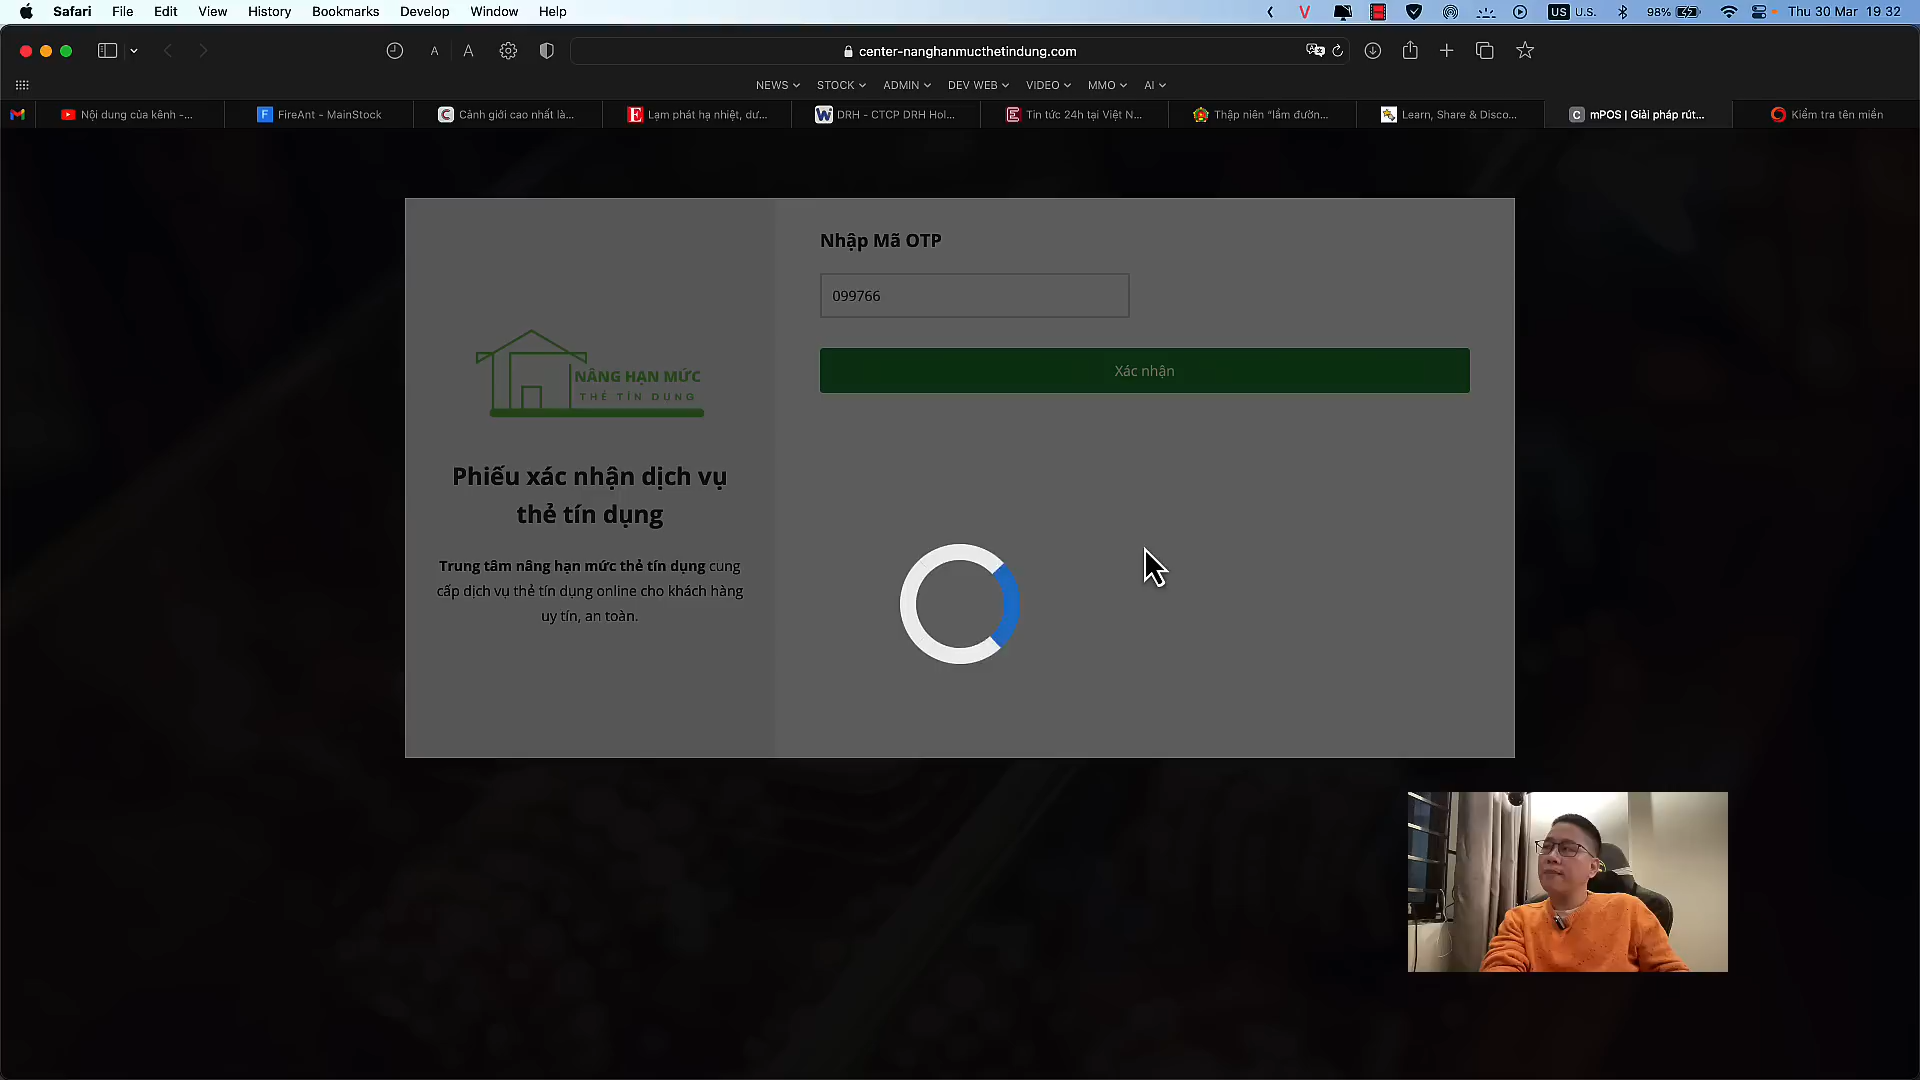 Safari File Edit View History Bookmarks Develop Window Help
US U.S. 98% Thu 30 Mar 19 32
A A center-nanghanmucthetindung.com
NEWS STOCK ADMIN DEV WEB VIDEO MMO AI
Nội dung của kênh -... FireAnt - MainStock Cảnh giới cao nhất là... Lạm phát hạ nhiệt, dư... DRH - CTCP DRH Hol... Tin tức 24h tại Việt N... Thập niên "lầm đườn... Learn, Share & Disco... mPOS | Giải pháp rút... Kiểm tra tên miền
Nhập Mã OTP
099766
Xác nhận
NÂNG HẠN MỨC
THẺ TÍN DỤNG
Phiếu xác nhận dịch vụ
thẻ tín dụng
Trung tâm nâng hạn mức thẻ tín dụng cung
cấp dịch vụ thẻ tín dụng online cho khách hàng
uy tín, an toàn.